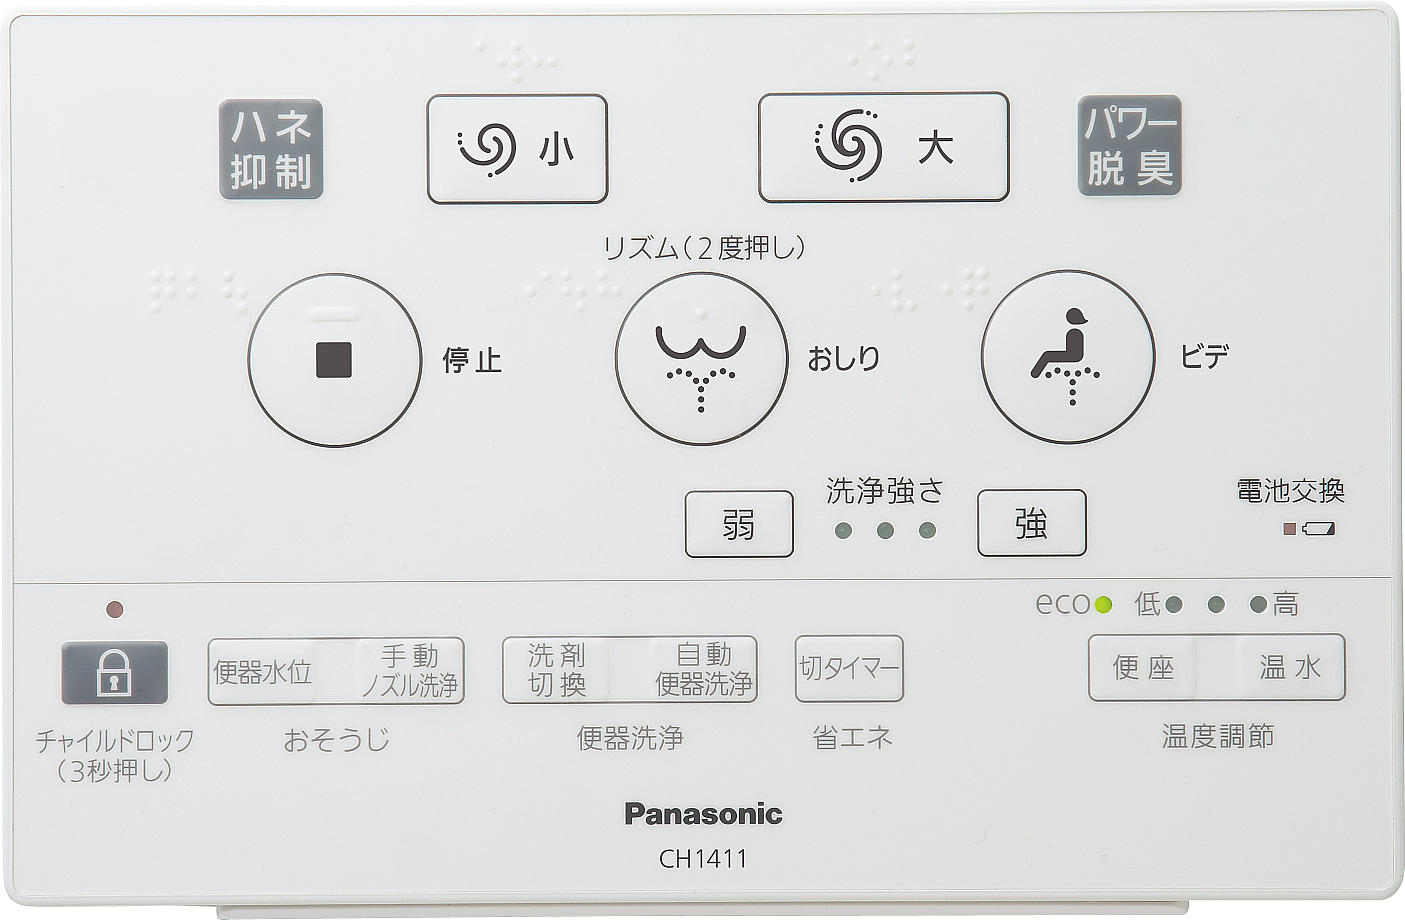 ハネ
抑制
小
大
パワー
脱臭
リズム(2度押し)
停止
おしり
ビデ
弱
洗浄強さ
強
電池交換
eco 低 高
便器水位
手動
ノズル洗浄
洗剤
切換
自動
便器洗浄
切タイマー
便座
温水
チャイルドロック
(3秒押し)
おそうじ
便器洗浄
省エネ
温度調節
Panasonic
CH1411